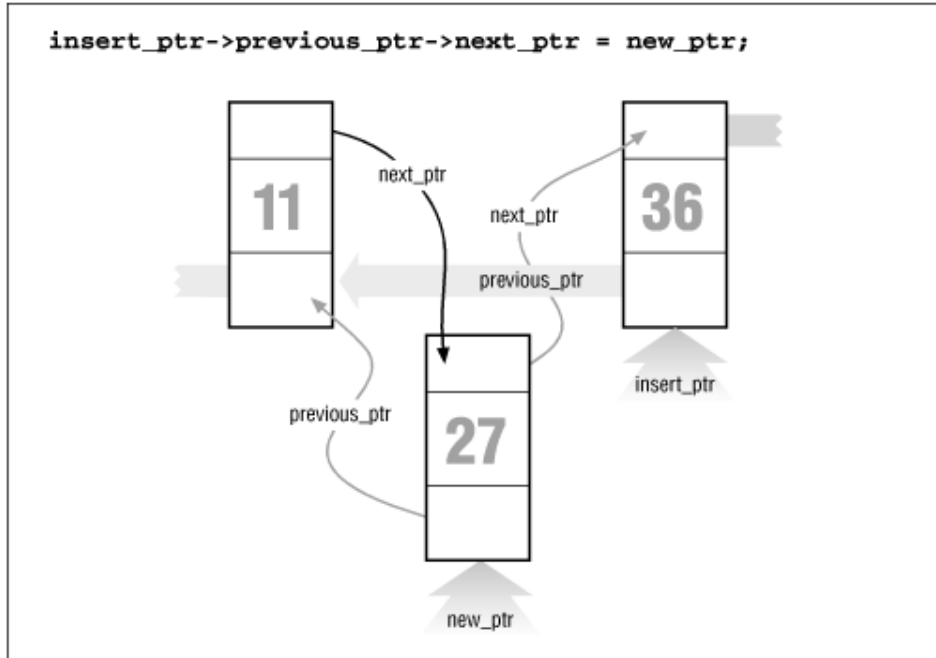 insert_ptr->previous_ptr->next_ptr = new_ptr;
next_ptr
11
36
next_ptr
previous_ptr
insert_ptr
previous_ptr
27
new_ptr